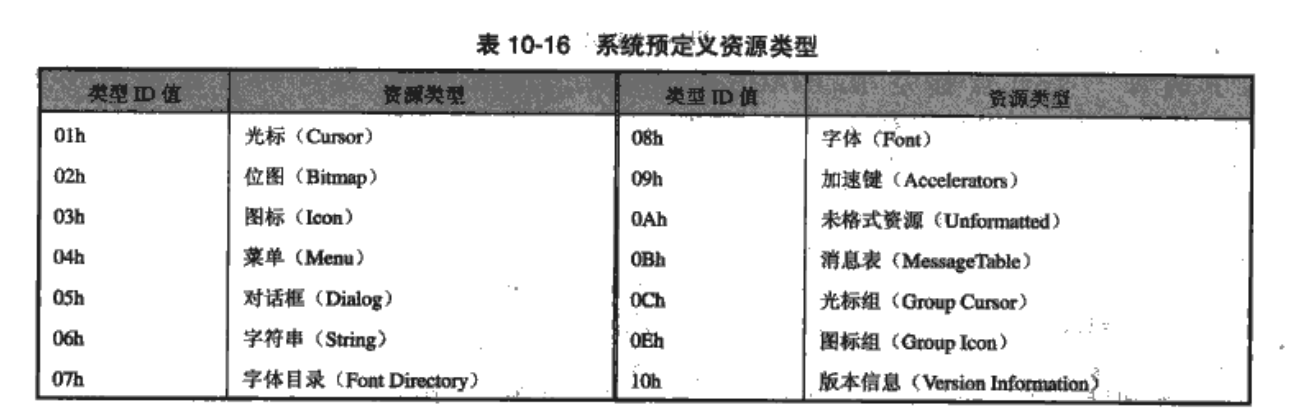 表 10-16 系统预定义资源类型
类型 ID 值 资源类型 类型 ID 值 资源类型
01h 光标（Cursor） 08h 字体（Font）
02h 位图（Bitmap） 09h 加速键（Accelerators）
03h 图标（Icon） 0Ah 未格式资源（Unformatted）
04h 菜单（Menu） 0Bh 消息表（MessageTable）
05h 对话框（Dialog） 0Ch 光标组（Group Cursor）
06h 字符串（String） 0Eh 图标组（Group Icon）
07h 字体目录（Font Directory） 10h 版本信息（Version Information）